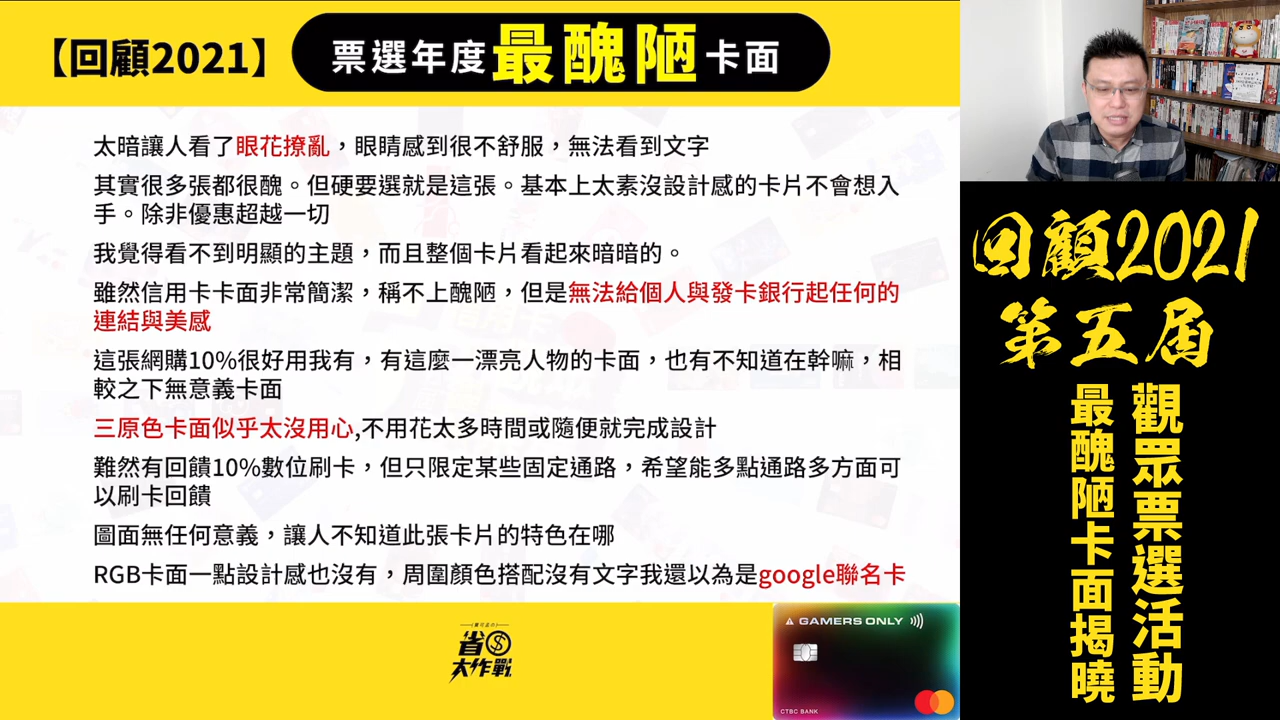 【回顧2021】
票選年度最醜陋卡面
太暗讓人看了眼花撩亂，眼睛感到很不舒服，無法看到文字
其實很多張都很醜。但硬要選就是這張。基本上太素沒設計感的卡片不會想入
手。除非優惠超越一切
我覺得看不到明顯的主題，而且整個卡片看起來暗暗的。
雖然信用卡卡面非常簡潔，稱不上醜陋，但是無法給個人與發卡銀行起任何的
連結與美感
這張網購10%很好用我有，有這麼一漂亮人物的卡面，也有不知道在幹嘛，相
較之下無意義卡面
三原色卡面似乎太沒用心,不用花太多時間或隨便就完成設計
難然有回饋10%數位刷卡，但只限定某些固定通路，希望能多點通路多方面可
以刷卡回饋
圖面無任何意義，讓人不知道此張卡片的特色在哪
RGB卡面一點設計感也沒有，周圍顏色搭配沒有文字我還以為是google聯名卡
省
大作戰
GAMERS ONLY
CTBC BANK
回顧2021
第五屆
觀眾票選活動
最醜陋卡面揭曉